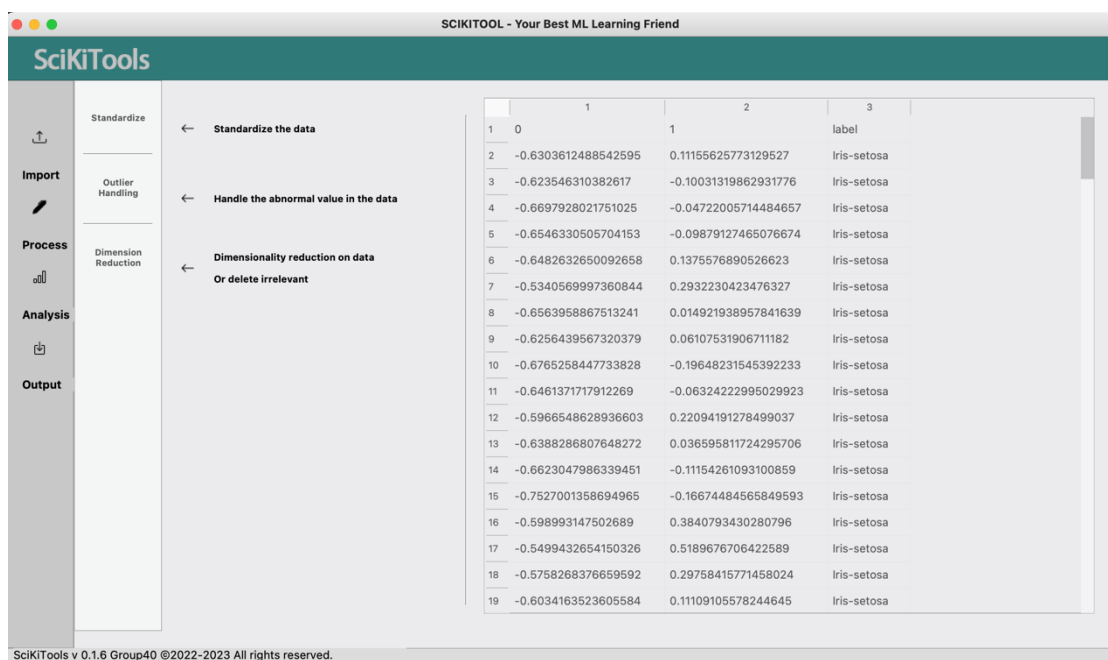 SCIKITOOL - Your Best ML Learning Friend
SciKiTools
Import
Process
Analysis
Output
Standardize
Outlier
Handling
Dimension
Reduction
← Standardize the data
← Handle the abnormal value in the data
← Dimensionality reduction on data
Or delete irrelevant
1 2 3
1 0 1 label
2 -0.6303612488542595 0.11155625773129527 Iris-setosa
3 -0.623546310382617 -0.10031319862931776 Iris-setosa
4 -0.6697928021751025 -0.04722005714484657 Iris-setosa
5 -0.6546330505704153 -0.09879127465076674 Iris-setosa
6 -0.6482632650092658 0.1375576890526623 Iris-setosa
7 -0.5340569997360844 0.2932230423476327 Iris-setosa
8 -0.6563958867513241 0.014921938957841639 Iris-setosa
9 -0.6256439567320379 0.06107531906711182 Iris-setosa
10 -0.6765258447733828 -0.19648231545392233 Iris-setosa
11 -0.6461371717912269 -0.06324222995029923 Iris-setosa
12 -0.5966548628936603 0.22094191278499037 Iris-setosa
13 -0.6388286807648272 0.036595811724295706 Iris-setosa
14 -0.6623047986339451 -0.11154261093100859 Iris-setosa
15 -0.7527001358694965 -0.16674484565849593 Iris-setosa
16 -0.598993147502689 0.3840793430280796 Iris-setosa
17 -0.5499432654150326 0.5189676706422589 Iris-setosa
18 -0.5758268376659592 0.29758415771458024 Iris-setosa
19 -0.6034163523605584 0.11109105578244645 Iris-setosa
SciKiTools v 0.1.6 Group40 ©2022-2023 All rights reserved.